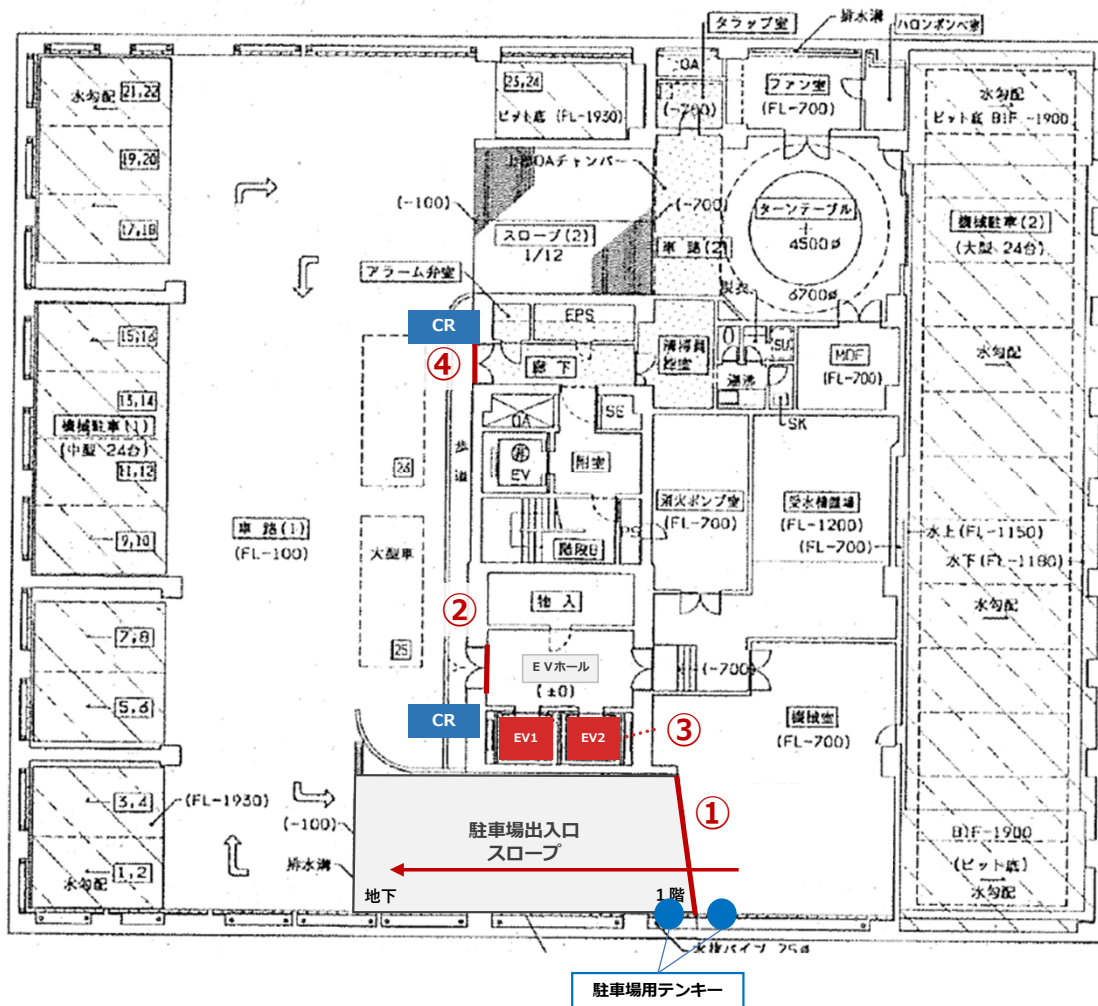 タラップ室
排水溝
ハロンボンベ室
OA
ファン室
(FL-700)
(-700)
水勾配
21,22
19,20
17,18
23,24
ピット底 (FL-1930)
水勾配
ピット底 B1F -1900
上部OAチャンバー
(-100)
(-700)
スロープ(2)
1/12
車路(2)
ターンテーブル
4500φ
6700φ
機械駐車(2)
(大型 24台)
アラーム弁室
CR
④
EPS
廊下
清掃員
控室
更衣
湯沸
SK
MDF
(FL-700)
水勾配
15,16
13,14
機械駐車(1)
(中型 24台)
11,12
9,10
26
歩道
OA
SE
EV
附室
階段B
PS
消火ポンプ室
(FL-700)
受水槽置場
(FL-1200)
(FL-700)
水上(FL-1150)
水下(FL-1180)
水勾配
車路(1)
(FL-100)
大型車
25
②
物入
EVホール
(±0)
(-700)
7,8
5,6
CR
EV1
EV2
③
機械室
(FL-700)
①
3,4
(FL-1930)
1,2
水勾配
(-100)
排水溝
駐車場出入口
スロープ
地下
1階
B1F-1900
(ピット底)
水勾配
駐車場用テンキー